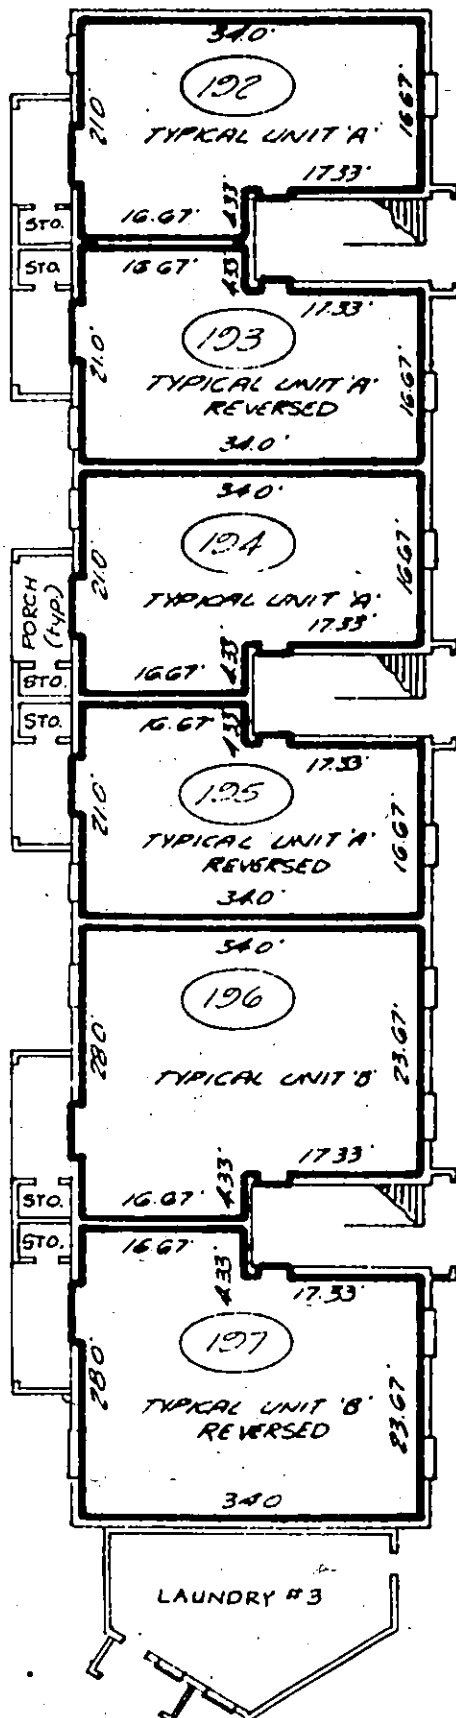 34.0'
192
21.0'
16.67'
TYPICAL UNIT 'A'
17.33'
16.67'
4.33'
STO.
STO.
16.67'
4.33'
17.33'
193
21.0'
TYPICAL UNIT 'A'
REVERSED
16.67'
34.0'
34.0'
194
21.0'
16.67'
TYPICAL UNIT 'A'
17.33'
PORCH
(typ.)
16.67'
4.33'
STO.
STO.
16.67'
4.33'
17.33'
195
21.0'
TYPICAL UNIT 'A'
REVERSED
16.67'
34.0'
34.0'
196
28.0'
23.67'
TYPICAL UNIT 'B'
17.33'
16.67'
4.33'
STO.
STO.
16.67'
4.33'
17.33'
197
28.0'
TYPICAL UNIT 'B'
REVERSED
23.67'
34.0
LAUNDRY #3